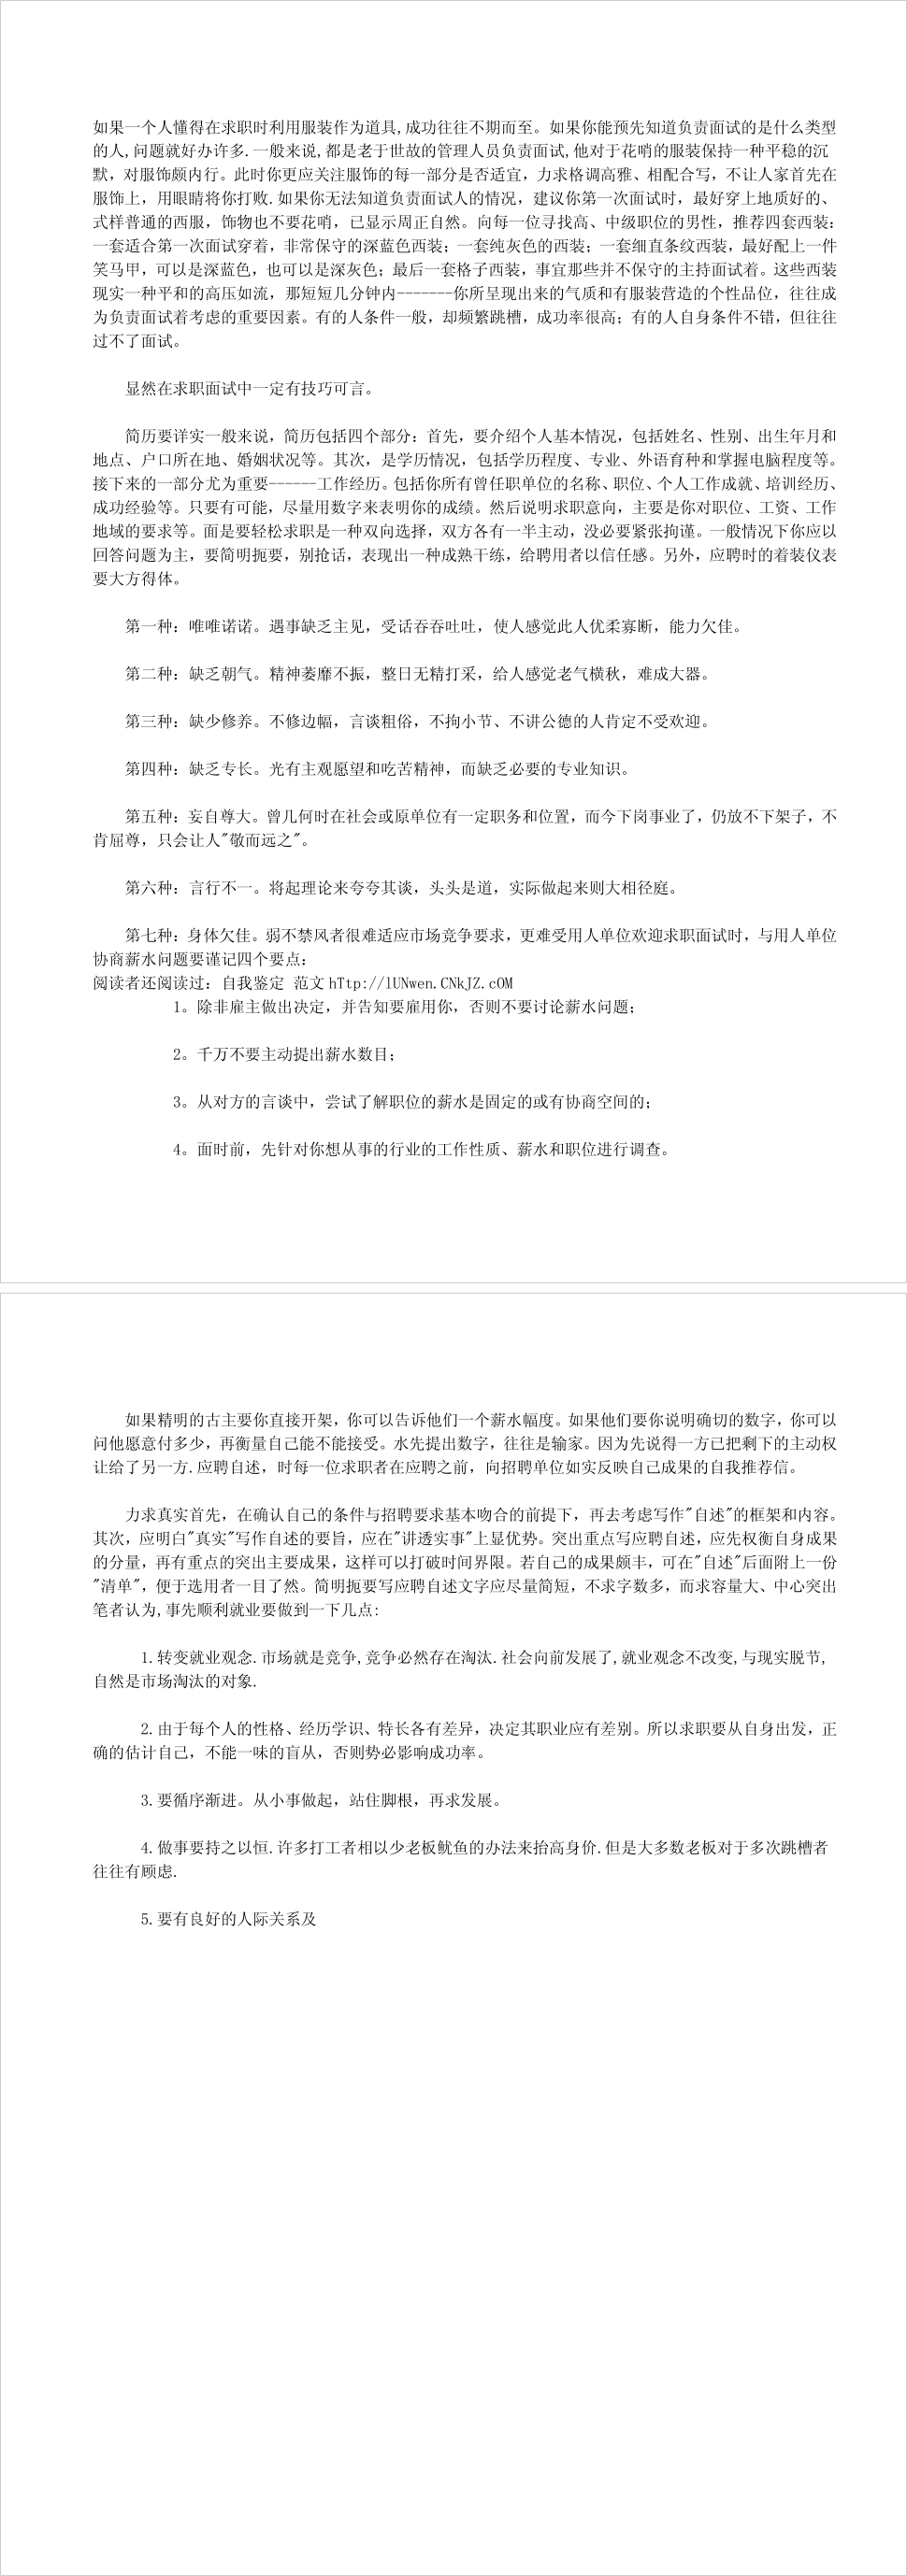 如果一个人懂得在求职时利用服装作为道具,成功往往不期而至。如果你能预先知道负责面试的是什么类型
的人,问题就好办许多.一般来说,都是老于世故的管理人员负责面试,他对于花哨的服装保持一种平稳的沉
默，对服饰颇内行。此时你更应关注服饰的每一部分是否适宜，力求格调高雅、相配合写，不让人家首先在
服饰上，用眼睛将你打败.如果你无法知道负责面试人的情况，建议你第一次面试时，最好穿上地质好的、
式样普通的西服，饰物也不要花哨，已显示周正自然。向每一位寻找高、中级职位的男性，推荐四套西装：
一套适合第一次面试穿着，非常保守的深蓝色西装；一套纯灰色的西装；一套细直条纹西装，最好配上一件
笑马甲，可以是深蓝色，也可以是深灰色；最后一套格子西装，事宜那些并不保守的主持面试着。这些西装
现实一种平和的高压如流，那短短几分钟内-------你所呈现出来的气质和有服装营造的个性品位，往往成
为负责面试着考虑的重要因素。有的人条件一般，却频繁跳槽，成功率很高；有的人自身条件不错，但往往
过不了面试。
显然在求职面试中一定有技巧可言。
简历要详实一般来说，简历包括四个部分：首先，要介绍个人基本情况，包括姓名、性别、出生年月和
地点、户口所在地、婚姻状况等。其次，是学历情况，包括学历程度、专业、外语育种和掌握电脑程度等。
接下来的一部分尤为重要------工作经历。包括你所有曾任职单位的名称、职位、个人工作成就、培训经历、
成功经验等。只要有可能，尽量用数字来表明你的成绩。然后说明求职意向，主要是你对职位、工资、工作
地域的要求等。面是要轻松求职是一种双向选择，双方各有一半主动，没必要紧张拘谨。一般情况下你应以
回答问题为主，要简明扼要，别抢话，表现出一种成熟干练，给聘用者以信任感。另外，应聘时的着装仪表
要大方得体。
第一种：唯唯诺诺。遇事缺乏主见，受话吞吞吐吐，使人感觉此人优柔寡断，能力欠佳。
第二种：缺乏朝气。精神萎靡不振，整日无精打采，给人感觉老气横秋，难成大器。
第三种：缺少修养。不修边幅，言谈粗俗，不拘小节、不讲公德的人肯定不受欢迎。
第四种：缺乏专长。光有主观愿望和吃苦精神，而缺乏必要的专业知识。
第五种：妄自尊大。曾几何时在社会或原单位有一定职务和位置，而今下岗事业了，仍放不下架子，不
肯屈尊，只会让人"敬而远之"。
第六种：言行不一。将起理论来夸夸其谈，头头是道，实际做起来则大相径庭。
第七种：身体欠佳。弱不禁风者很难适应市场竞争要求，更难受用人单位欢迎求职面试时，与用人单位
协商薪水问题要谨记四个要点：
阅读者还阅读过：自我鉴定 范文 hTtp://lUNwen.CNkJZ.cOM
1。除非雇主做出决定，并告知要雇用你，否则不要讨论薪水问题；
2。千万不要主动提出薪水数目；
3。从对方的言谈中，尝试了解职位的薪水是固定的或有协商空间的；
4。面时前，先针对你想从事的行业的工作性质、薪水和职位进行调查。
如果精明的古主要你直接开架，你可以告诉他们一个薪水幅度。如果他们要你说明确切的数字，你可以
问他愿意付多少，再衡量自己能不能接受。水先提出数字，往往是输家。因为先说得一方已把剩下的主动权
让给了另一方.应聘自述，时每一位求职者在应聘之前，向招聘单位如实反映自己成果的自我推荐信。
力求真实首先，在确认自己的条件与招聘要求基本吻合的前提下，再去考虑写作"自述"的框架和内容。
其次，应明白"真实"写作自述的要旨，应在"讲透实事"上显优势。突出重点写应聘自述，应先权衡自身成果
的分量，再有重点的突出主要成果，这样可以打破时间界限。若自己的成果颇丰，可在"自述"后面附上一份
"清单"，便于选用者一目了然。简明扼要写应聘自述文字应尽量简短，不求字数多，而求容量大、中心突出
笔者认为,事先顺利就业要做到一下几点:
1.转变就业观念.市场就是竞争,竞争必然存在淘汰.社会向前发展了,就业观念不改变,与现实脱节,
自然是市场淘汰的对象.
2.由于每个人的性格、经历学识、特长各有差异，决定其职业应有差别。所以求职要从自身出发，正
确的估计自己，不能一味的盲从，否则势必影响成功率。
3.要循序渐进。从小事做起，站住脚根，再求发展。
4.做事要持之以恒.许多打工者相以少老板鱿鱼的办法来抬高身价.但是大多数老板对于多次跳槽者
往往有顾虑.
5.要有良好的人际关系及